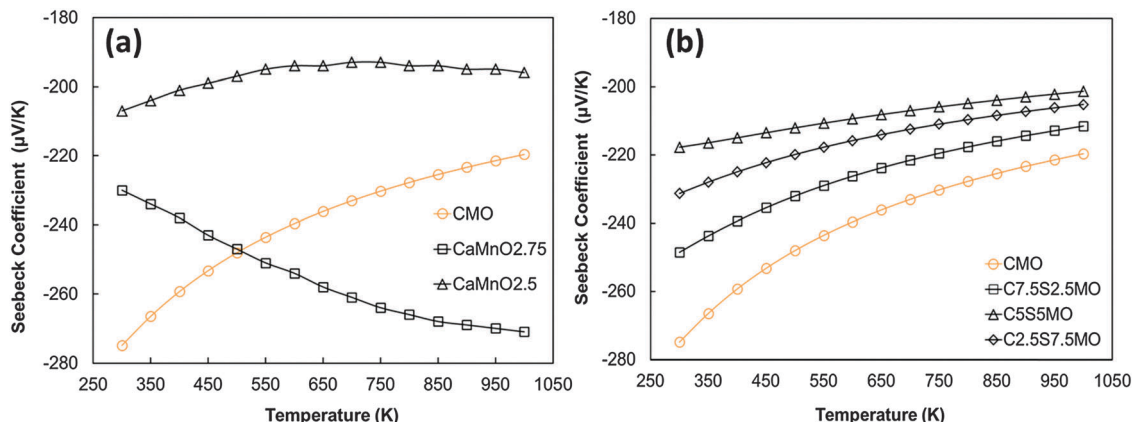 (a)
Seebeck Coefficient (µV/K)
-180
-200
-220
-240
-260
-280
250
350
450
550
650
750
850
950
1050
Temperature (K)
CMO
CaMnO2.75
CaMnO2.5
(b)
Seebeck Coefficient (µV/K)
-180
-200
-220
-240
-260
-280
250
350
450
550
650
750
850
950
1050
Temperature (K)
CMO
C7.5S2.5MO
C5S5MO
C2.5S7.5MO